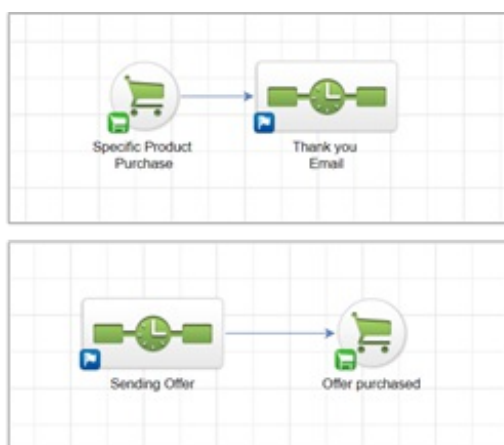 Specific Product
Purchase
Thank you
Email
Sending Offer
Offer purchased